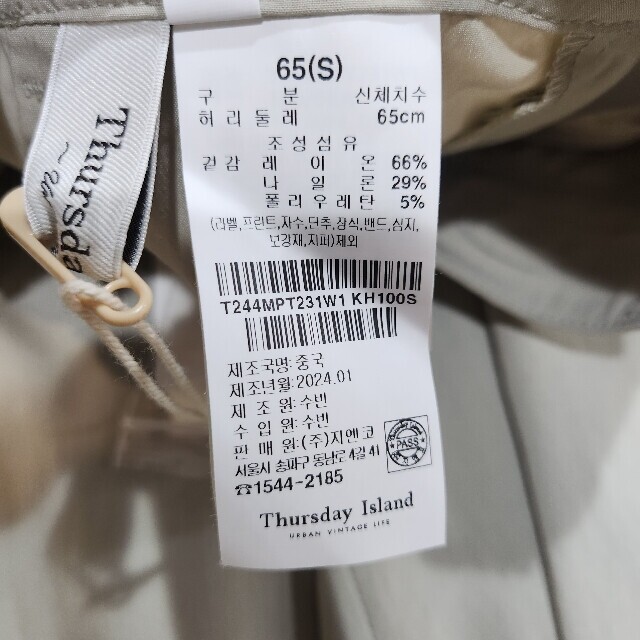 65(S)
구 분 신체치수
허리둘레 65cm
조성섬유
겉감 레이온 66%
나일론 29%
폴리우레탄 5%
(라벨,프린트,자수,단추,장식,밴드,심지,
보강재,지퍼)제외
T244MPT231W1 KH100S
제조국명:중국
제조년월:2024.01
제 조 원:수빈
수 입 원:수빈
판 매 원:(주)지엔코
서울시 송파구 동남로 4길 41
☎1544-2185
PASS
Thursday Island
URBAN VINTAGE LIFE
Thursda